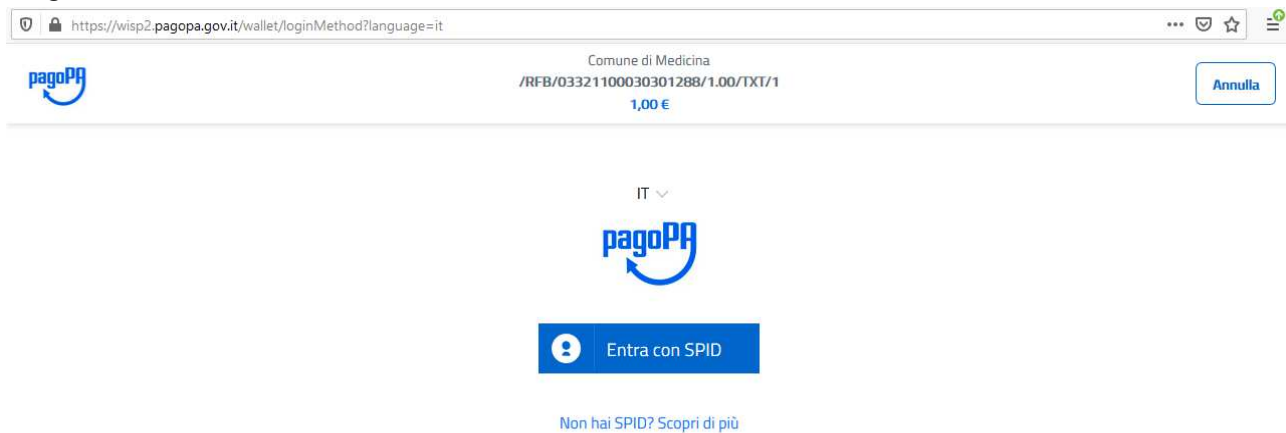 https://wisp2.pagopa.gov.it/wallet/loginMethod?language=it
pagoPA
Comune di Medicina
/RFB/03321100030301288/1.00/TXT/1
1,00 €
Annulla
IT
pagoPA
Entra con SPID
Non hai SPID? Scopri di più